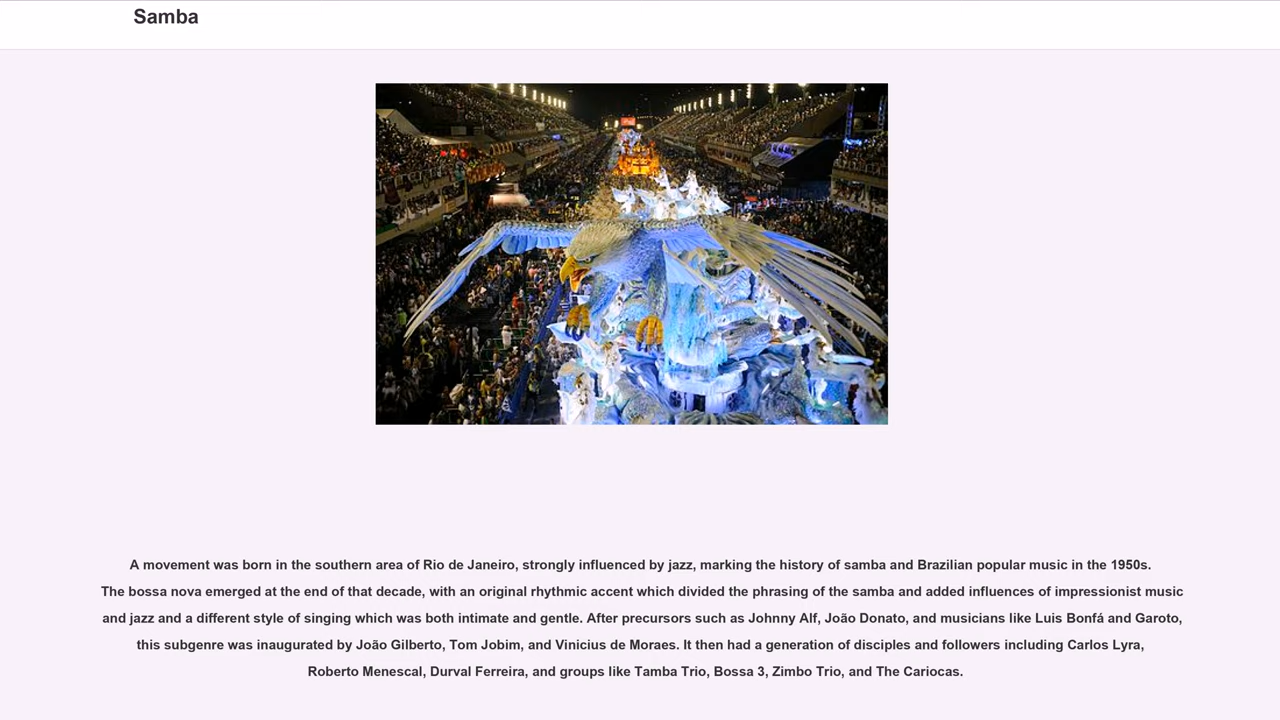 Samba
A movement was born in the southern area of Rio de Janeiro, strongly influenced by jazz, marking the history of samba and Brazilian popular music in the 1950s.
The bossa nova emerged at the end of that decade, with an original rhythmic accent which divided the phrasing of the samba and added influences of impressionist music
and jazz and a different style of singing which was both intimate and gentle. After precursors such as Johnny Alf, João Donato, and musicians like Luis Bonfá and Garoto,
this subgenre was inaugurated by João Gilberto, Tom Jobim, and Vinicius de Moraes. It then had a generation of disciples and followers including Carlos Lyra,
Roberto Menescal, Durval Ferreira, and groups like Tamba Trio, Bossa 3, Zimbo Trio, and The Cariocas.